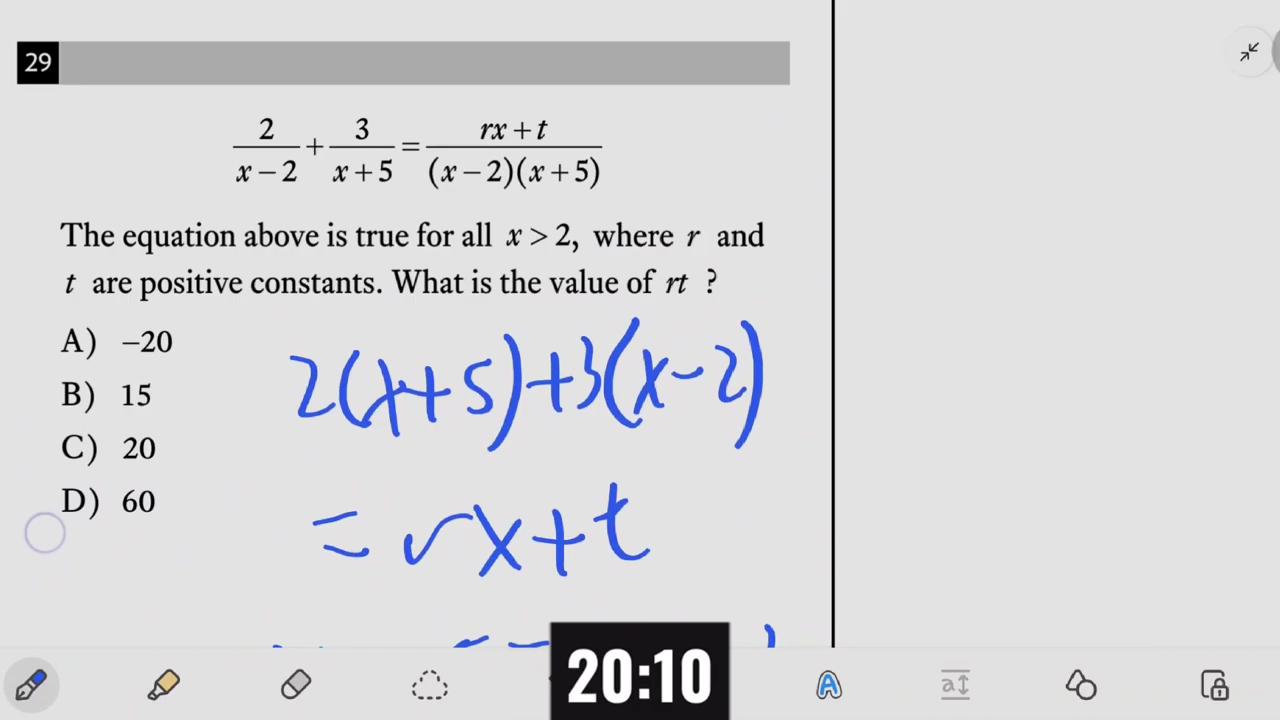 29
2/(x−2) + 3/(x+5) = (rx+t)/((x−2)(x+5))
The equation above is true for all x > 2, where r and
t are positive constants. What is the value of rt ?
A) −20
B) 15
C) 20
D) 60
2(x+5)+3(x-2)
= rx+t
20:10
A
a